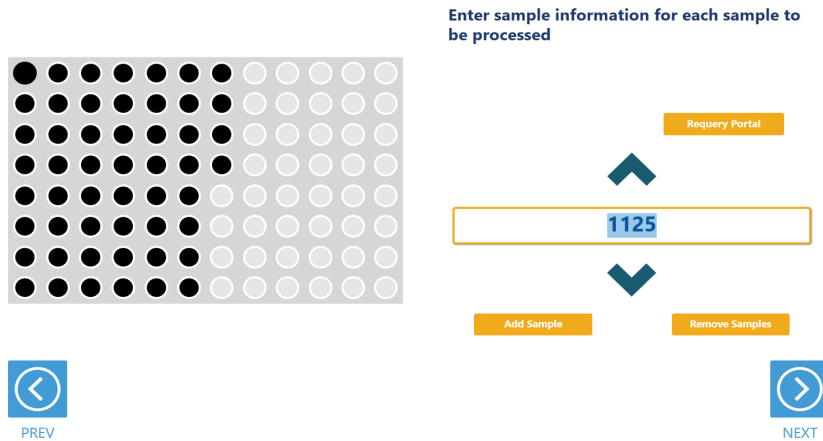 Enter sample information for each sample to
be processed
Requery Portal
1125
Add Sample
Remove Samples
PREV
NEXT